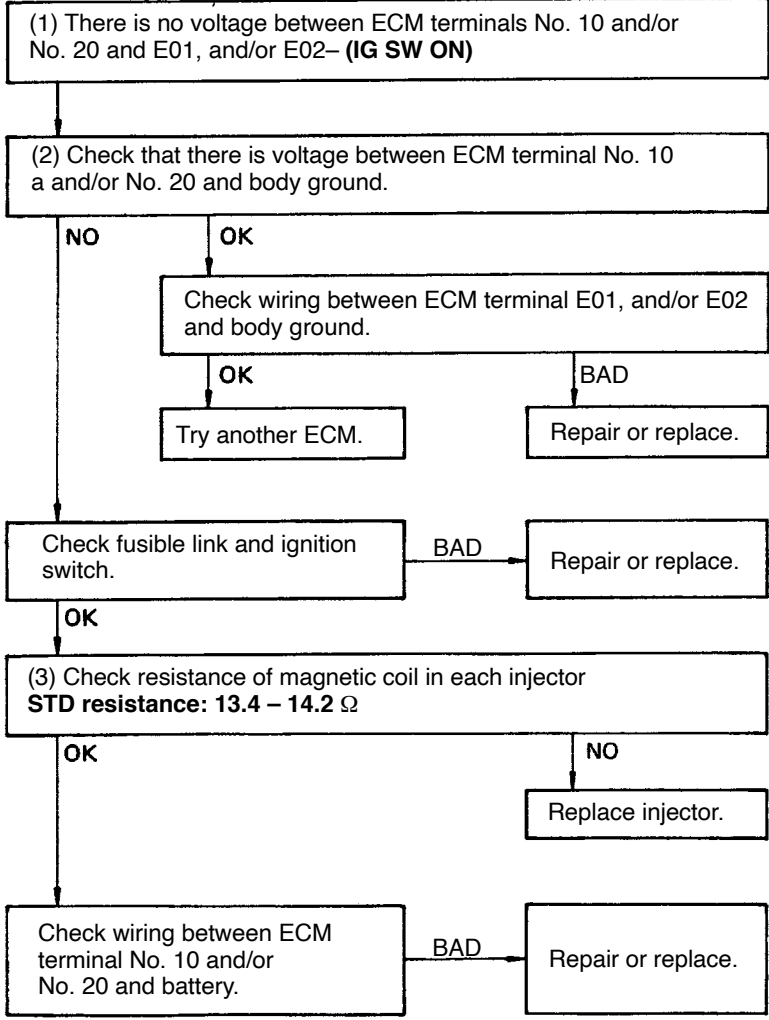 (1) There is no voltage between ECM terminals No. 10 and/or
No. 20 and E01, and/or E02– (IG SW ON)
(2) Check that there is voltage between ECM terminal No. 10
a and/or No. 20 and body ground.
NO
OK
Check wiring between ECM terminal E01, and/or E02
and body ground.
OK
BAD
Try another ECM.
Repair or replace.
Check fusible link and ignition
switch.
BAD
Repair or replace.
OK
(3) Check resistance of magnetic coil in each injector
STD resistance: 13.4 – 14.2 Ω
OK
NO
Replace injector.
Check wiring between ECM
terminal No. 10 and/or
No. 20 and battery.
BAD
Repair or replace.